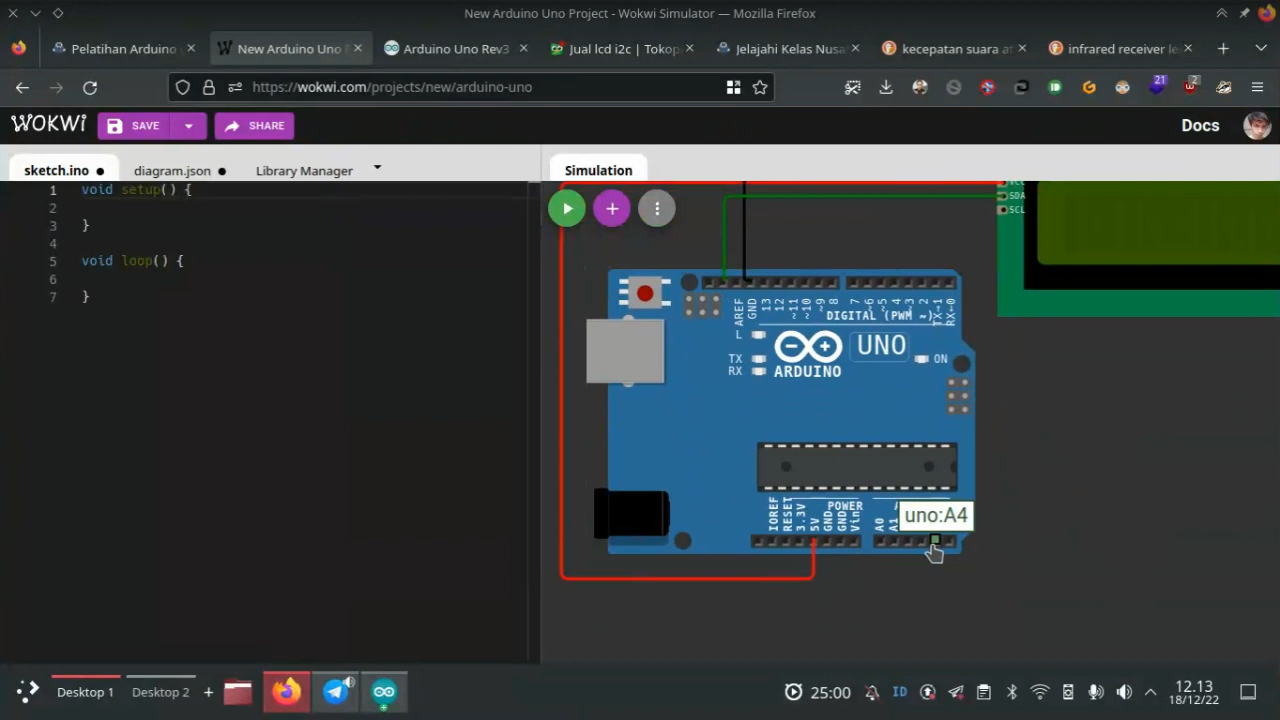 New Arduino Uno Project - Wokwi Simulator — Mozilla Firefox
Pelatihan Arduino
New Arduino Uno P
Arduino Uno Rev3
Jual lcd i2c | Tokop
Jelajahi Kelas Nusa
kecepatan suara at
infrared receiver le
https://wokwi.com/projects/new/arduino-uno
21
2
WOKWi
SAVE
SHARE
Docs
sketch.ino
diagram.json
Library Manager
Simulation
1 void setup() {
2
3 }
4
5 void loop() {
6
7 }
VCC
SDA
SCL
AREF
GND
13
12
~11
~10
~9
8
7
~6
~5
4
~3
2
TX→1
RX←0
DIGITAL (PWM ~)
L
TX
RX
UNO
ARDUINO
ON
IOREF
RESET
3.3V
5V
GND
GND
Vin
POWER
A0
A1
uno:A4
Desktop 1
Desktop 2
25:00
ID
12.13
18/12/22